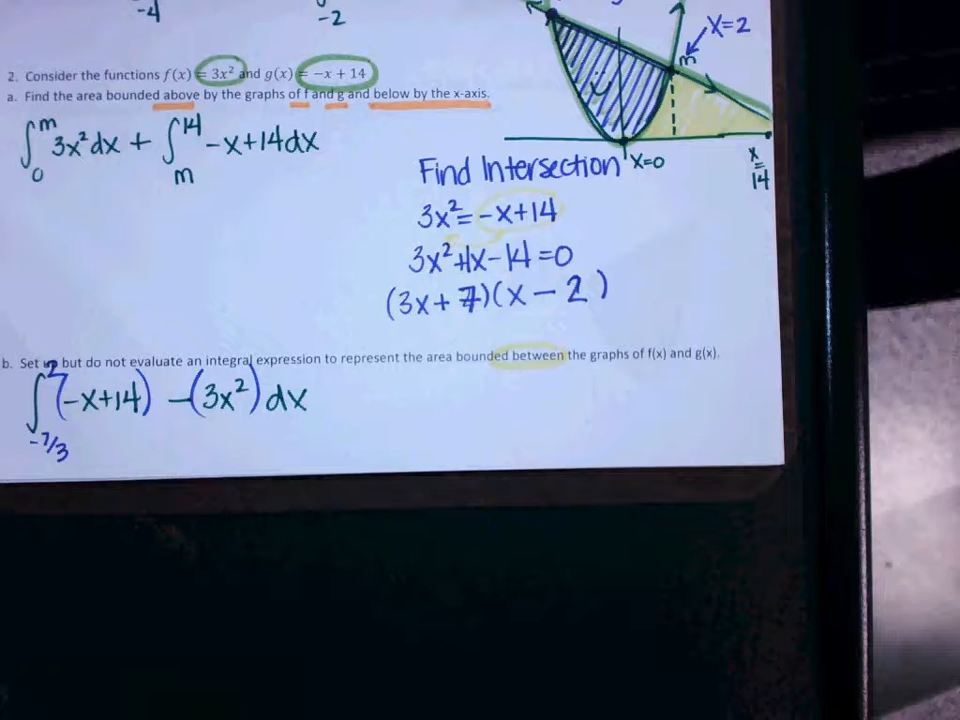 -4
-2
X=2
m
2. Consider the functions f(x) = 3x² and g(x) = −x + 14
a. Find the area bounded above by the graphs of f and g and below by the x-axis.
∫₀ᵐ 3x²dx + ∫ₘ¹⁴ -x+14dx
X=0
x=14
Find Intersection
3x²= -x+14
3x²+1x-14=0
(3x+7)(x-2)
b. Set up but do not evaluate an integral expression to represent the area bounded between the graphs of f(x) and g(x).
∫₋₇/₃² (-x+14) -(3x²) dx